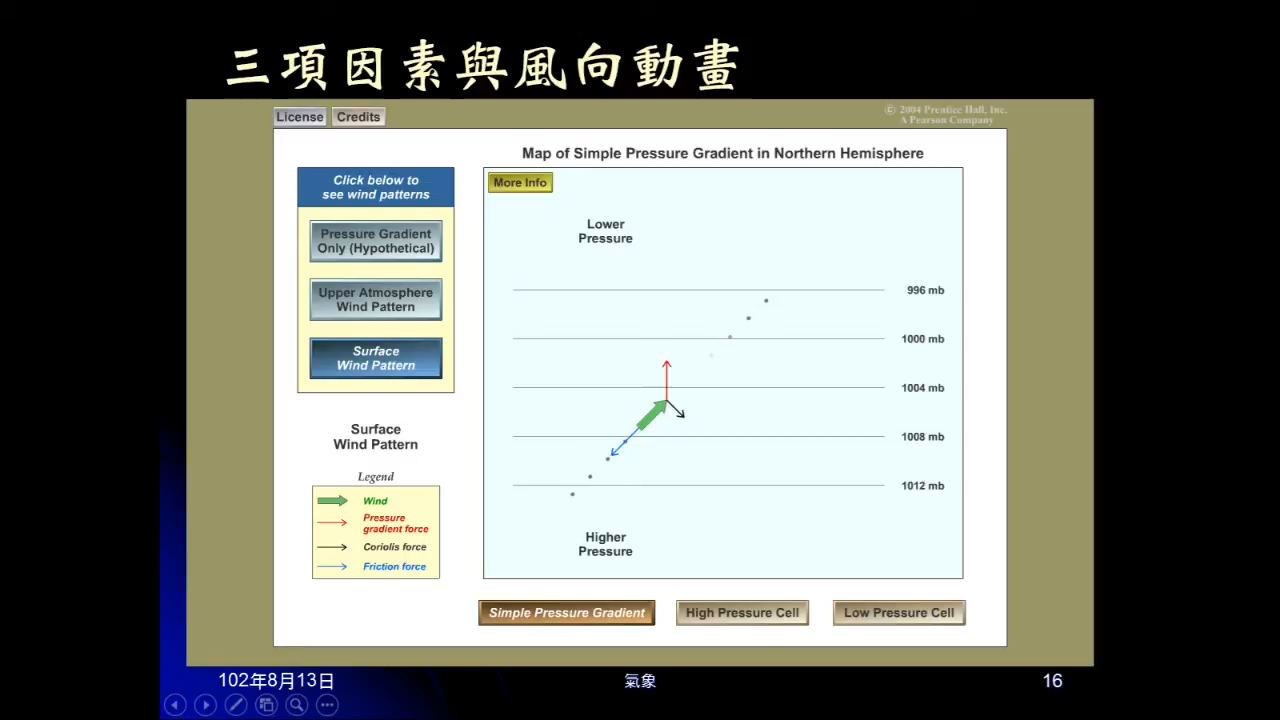 三項因素與風向動畫
License Credits
© 2004 Prentice Hall, Inc.
A Pearson Company
Map of Simple Pressure Gradient in Northern Hemisphere
Click below to
see wind patterns
Pressure Gradient
Only (Hypothetical)
Upper Atmosphere
Wind Pattern
Surface
Wind Pattern
Surface
Wind Pattern
Legend
Wind
Pressure
gradient force
Coriolis force
Friction force
More Info
Lower
Pressure
996 mb
1000 mb
1004 mb
1008 mb
1012 mb
Higher
Pressure
Simple Pressure Gradient
High Pressure Cell
Low Pressure Cell
102年8月13日
氣象
16